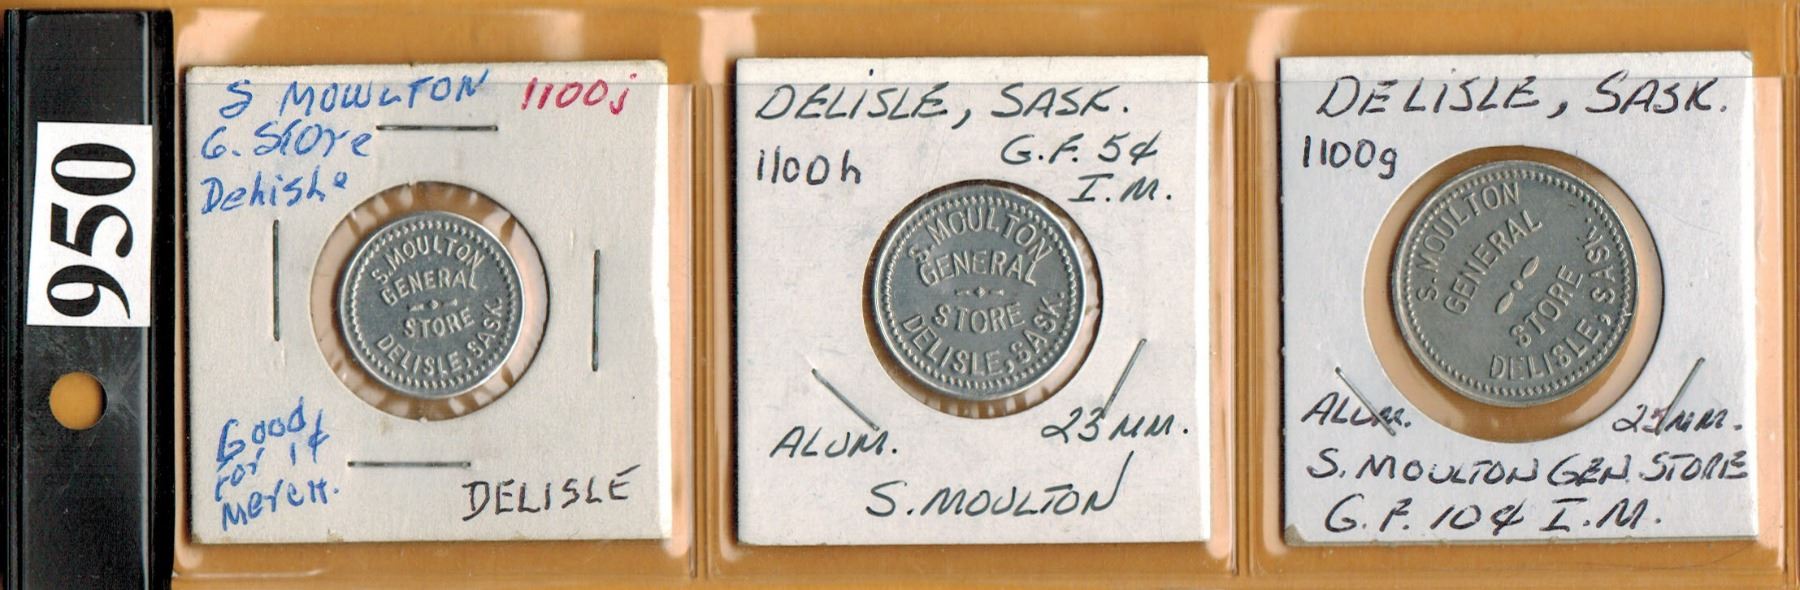 950
S MOWLTON 1100j
G. Store
Delisle
S. MOULTON
GENERAL
STORE
DELISLE, SASK.
Good
For 1¢
Merch.
DELISLE
DELISLE, SASK.
G.F. 5¢
1100h
I.M.
S. MOULTON
GENERAL
STORE
DELISLE, SASK.
ALUM. 23 MM.
S. MOULTON
DELISLE, SASK.
1100g
S. MOULTON
GENERAL
STORE
DELISLE, SASK.
ALUM. MM.
S. MOULTON GEN. STORE
G.F. 10¢ I.M.